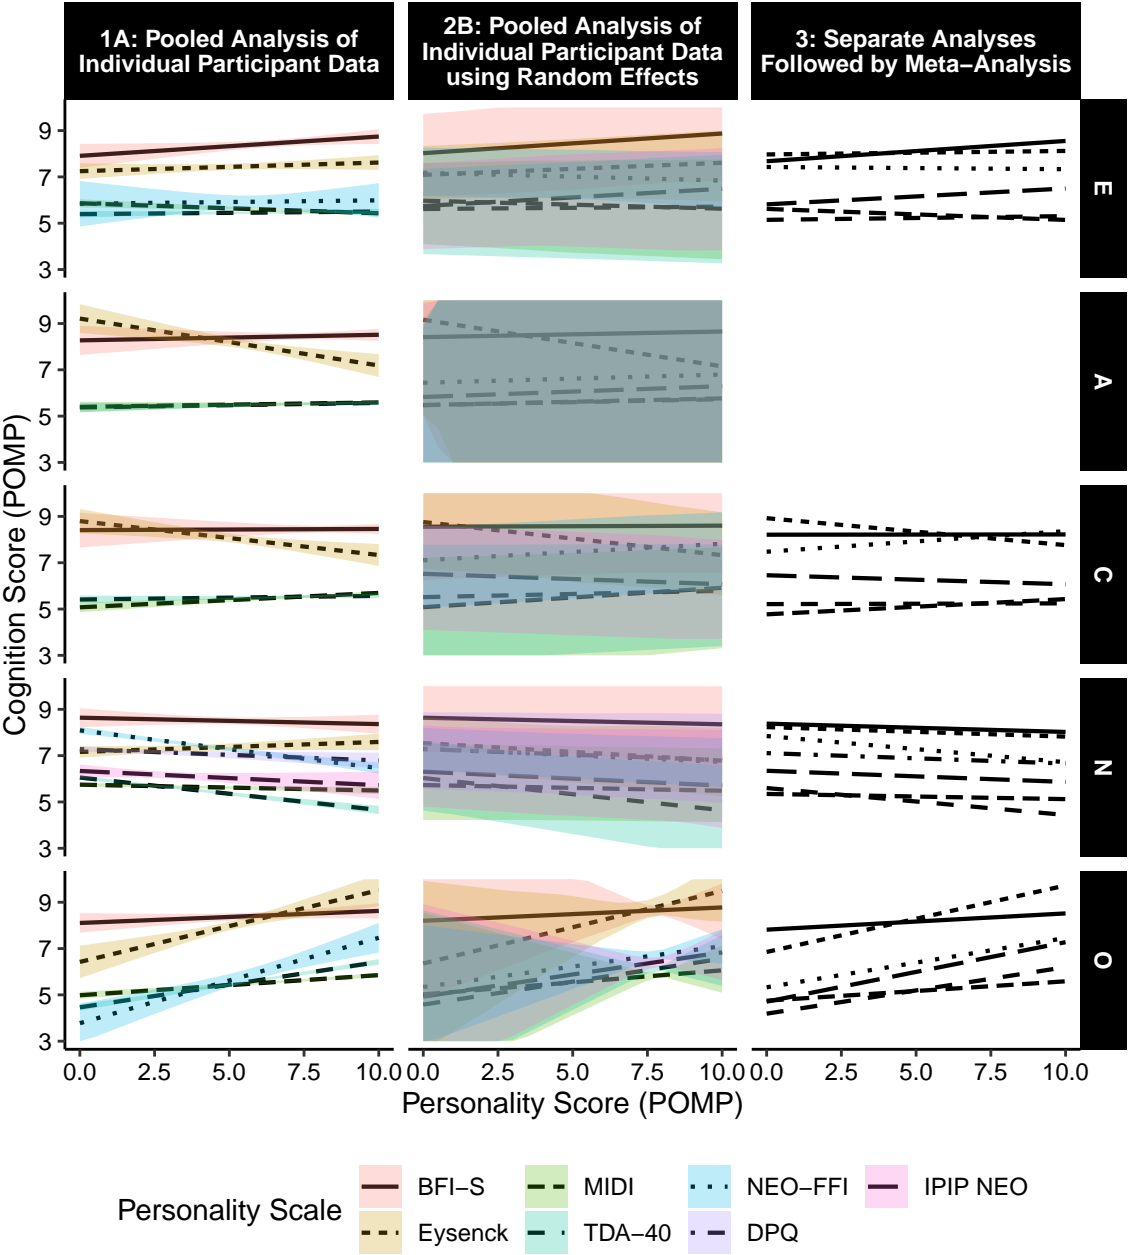 1A: Pooled Analysis of
Individual Participant Data
2B: Pooled Analysis of
Individual Participant Data
using Random Effects
3: Separate Analyses
Followed by Meta−Analysis
Cognition Score (POMP)
9
7
5
3
E
9
7
5
3
A
9
7
5
3
C
9
7
5
3
N
9
7
5
3
O
0.0 2.5 5.0 7.5 10.0 0.0 2.5 5.0 7.5 10.0 0.0 2.5 5.0 7.5 10.0
Personality Score (POMP)
Personality Scale
BFI−S MIDI NEO−FFI IPIP NEO
Eysenck TDA−40 DPQ